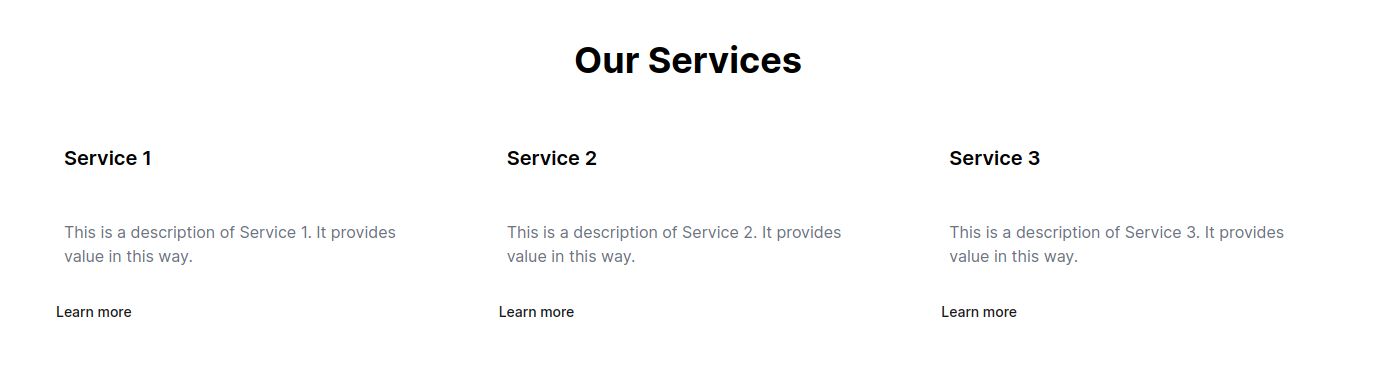 Our Services
Service 1
This is a description of Service 1. It provides
value in this way.
Learn more
Service 2
This is a description of Service 2. It provides
value in this way.
Learn more
Service 3
This is a description of Service 3. It provides
value in this way.
Learn more